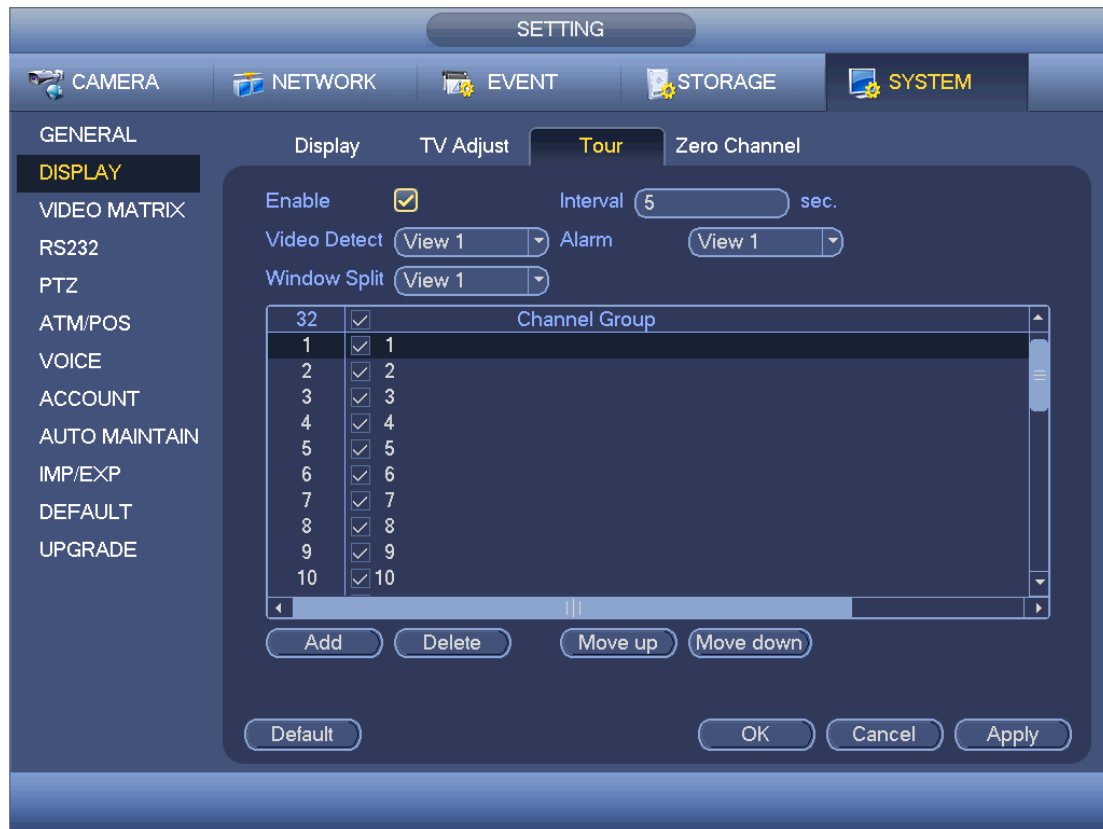 SETTING
CAMERA NETWORK EVENT STORAGE SYSTEM
GENERAL
DISPLAY
VIDEO MATRIX
RS232
PTZ
ATM/POS
VOICE
ACCOUNT
AUTO MAINTAIN
IMP/EXP
DEFAULT
UPGRADE
Display TV Adjust Tour Zero Channel
Enable Interval 5 sec.
Video Detect View 1 Alarm View 1
Window Split View 1
32 Channel Group
1 1
2 2
3 3
4 4
5 5
6 6
7 7
8 8
9 9
10 10
Add Delete Move up Move down
Default OK Cancel Apply